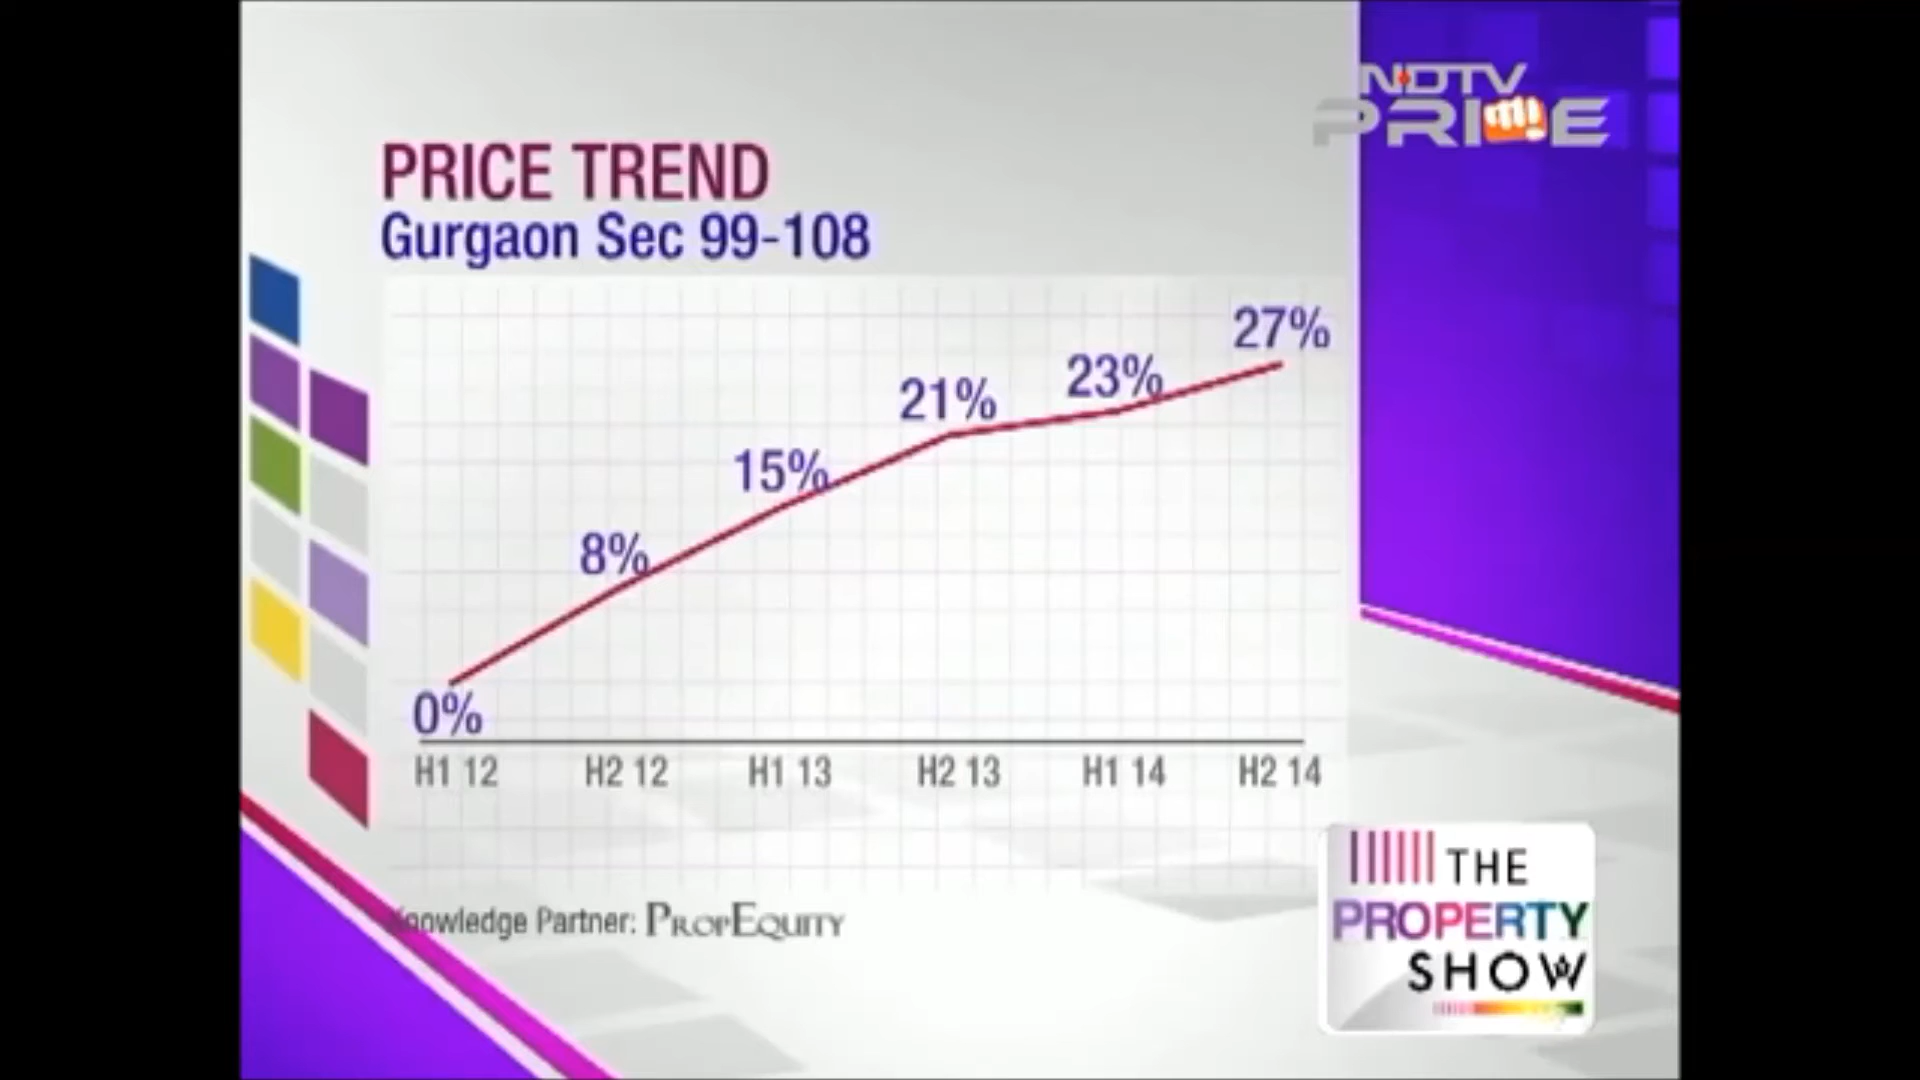 NDTV
PRIME
PRICE TREND
Gurgaon Sec 99-108
27%
23%
21%
15%
8%
0%
H1 12 H2 12 H1 13 H2 13 H1 14 H2 14
Knowledge Partner: PROPEQUITY
THE
PROPERTY
SHOW